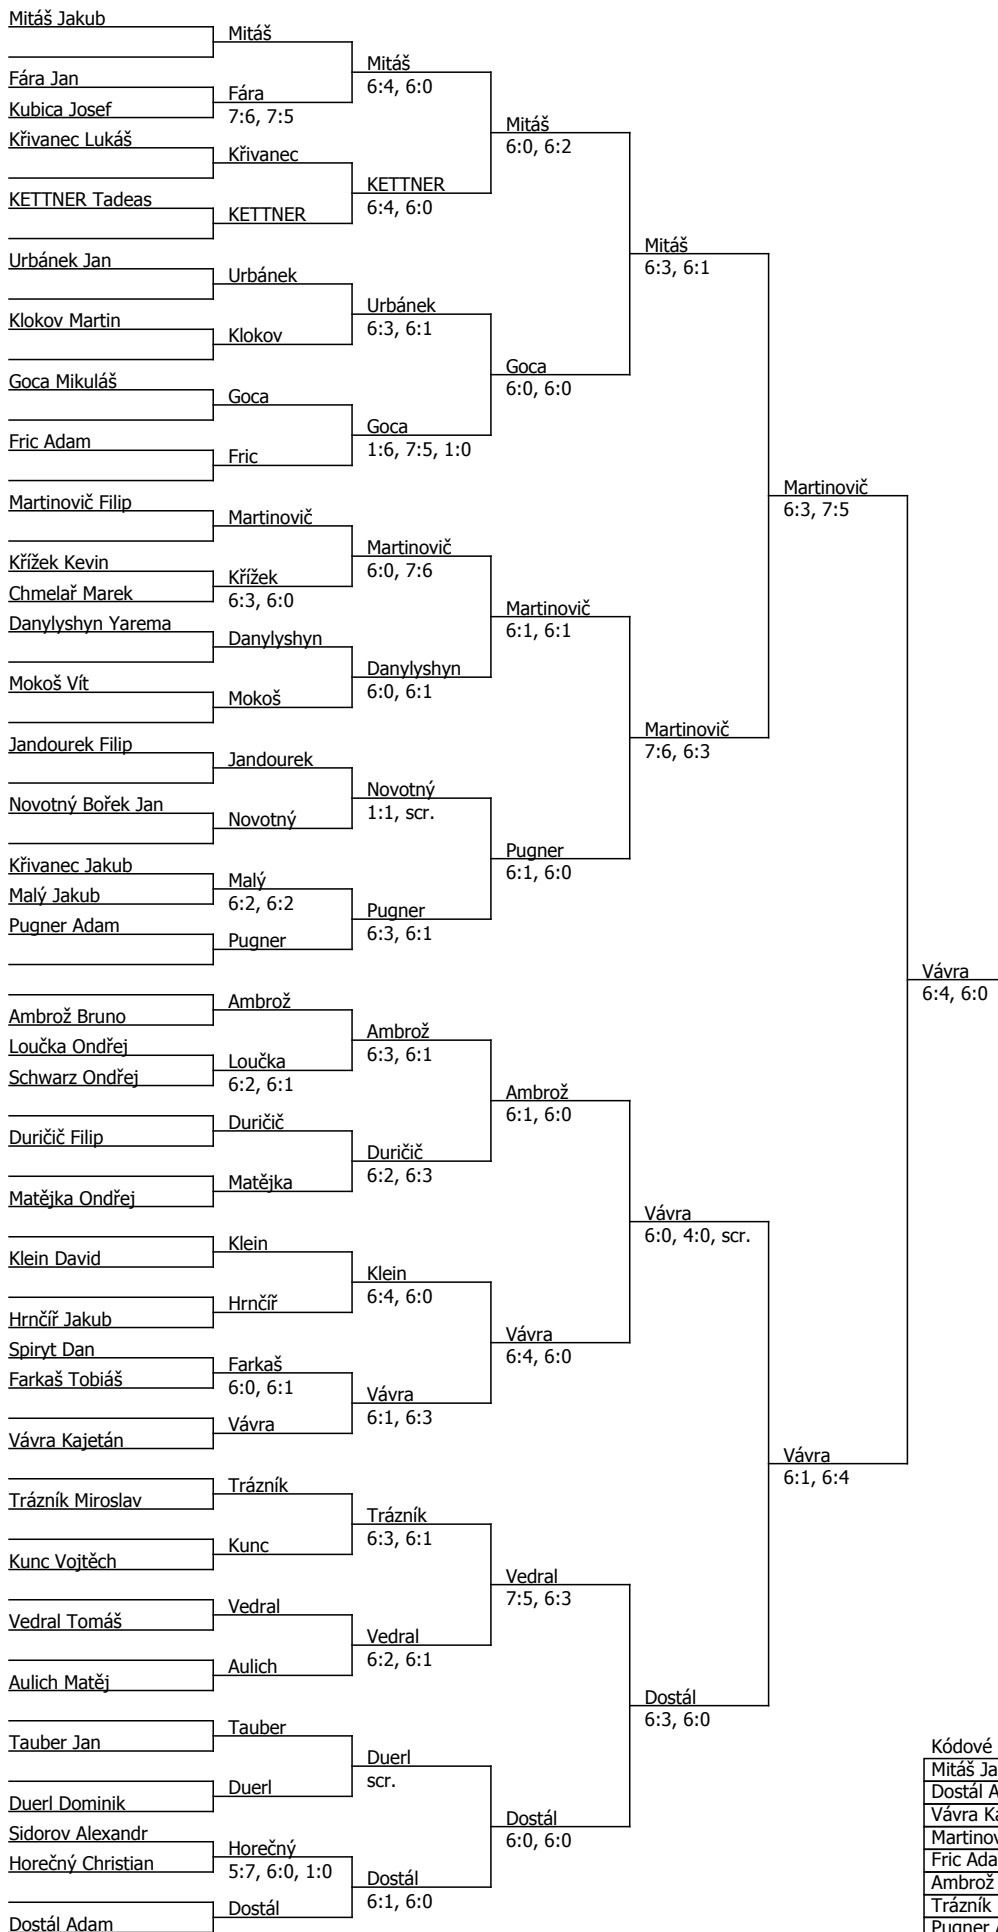 Mitáš Jakub
Fára Jan
Kubica Josef
Křivanec Lukáš
KETTNER Tadeas
Urbánek Jan
Klokov Martin
Goca Mikuláš
Fric Adam
Martinovič Filip
Křížek Kevin
Chmelař Marek
Danylyshyn Yarema
Mokoš Vít
Jandourek Filip
Novotný Bořek Jan
Křivanec Jakub
Malý Jakub
Pugner Adam
Ambrož Bruno
Loučka Ondřej
Schwarz Ondřej
Duričič Filip
Matějka Ondřej
Klein David
Hrnčíř Jakub
Spiryt Dan
Farkaš Tobiáš
Vávra Kajetán
Trázník Miroslav
Kunc Vojtěch
Vedral Tomáš
Aulich Matěj
Tauber Jan
Duerl Dominik
Sidorov Alexandr
Horečný Christian
Dostál Adam
Mitáš
Fára
7:6, 7:5
Křivanec
KETTNER
Urbánek
Klokov
Goca
Fric
Martinovič
Křížek
6:3, 6:0
Danylyshyn
Mokoš
Jandourek
Novotný
Malý
6:2, 6:2
Pugner
Ambrož
Loučka
6:2, 6:1
Duričič
Matějka
Klein
Hrnčíř
Farkaš
6:0, 6:1
Vávra
Trázník
Kunc
Vedral
Aulich
Tauber
Duerl
Horečný
5:7, 6:0, 1:0
Dostál
Mitáš
6:4, 6:0
KETTNER
6:4, 6:0
Urbánek
6:3, 6:1
Goca
1:6, 7:5, 1:0
Martinovič
6:0, 7:6
Danylyshyn
6:0, 6:1
Novotný
1:1, scr.
Pugner
6:3, 6:1
Ambrož
6:3, 6:1
Duričič
6:2, 6:3
Klein
6:4, 6:0
Vávra
6:1, 6:3
Trázník
6:3, 6:1
Vedral
6:2, 6:1
Duerl
scr.
Dostál
6:1, 6:0
Mitáš
6:0, 6:2
Goca
6:0, 6:0
Martinovič
6:1, 6:1
Pugner
6:1, 6:0
Ambrož
6:1, 6:0
Vávra
6:4, 6:0
Vedral
7:5, 6:3
Dostál
6:0, 6:0
Mitáš
6:3, 6:1
Martinovič
7:6, 6:3
Vávra
6:0, 4:0, scr.
Dostál
6:3, 6:0
Martinovič
6:3, 7:5
Vávra
6:1, 6:4
Vávra
6:4, 6:0
Kódové
Mitáš Ja
Dostál A
Vávra Ka
Martinov
Fric Ada
Ambrož
Trázník
Pugner A